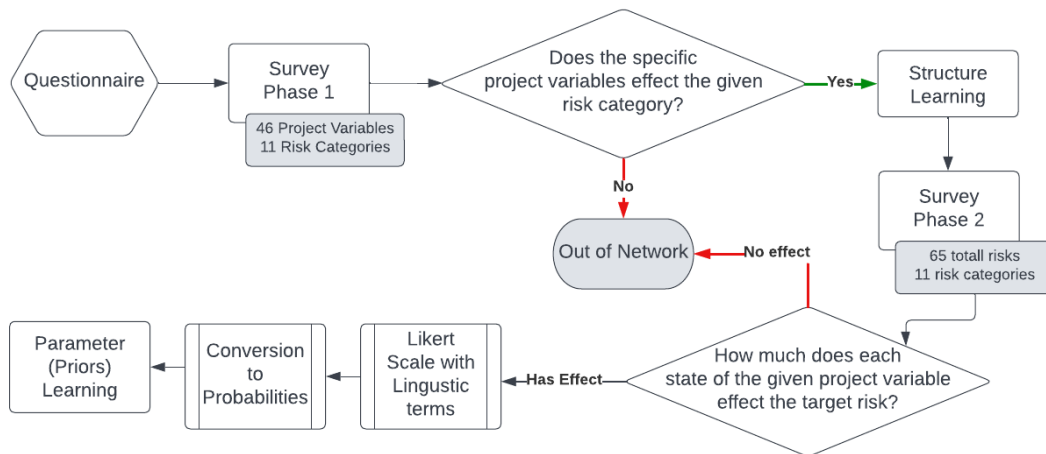 Questionnaire
Survey
Phase 1
46 Project Variables
11 Risk Categories
Does the specific
project variables effect the given
risk category?
Yes
Structure
Learning
No
Survey
Phase 2
65 totall risks
11 risk categories
Out of Network
No effect
How much does each
state of the given project variable
effect the target risk?
Has Effect
Likert
Scale with
Lingustic
terms
Conversion
to
Probabilities
Parameter
(Priors)
Learning